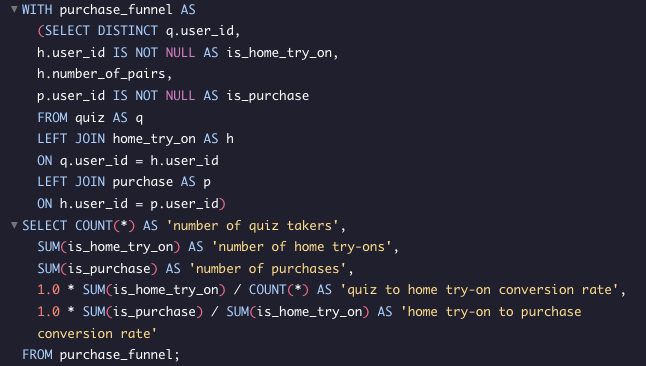 WITH purchase_funnel AS
(SELECT DISTINCT q.user_id,
h.user_id IS NOT NULL AS is_home_try_on,
h.number_of_pairs,
p.user_id IS NOT NULL AS is_purchase
FROM quiz AS q
LEFT JOIN home_try_on AS h
ON q.user_id = h.user_id
LEFT JOIN purchase AS p
ON h.user_id = p.user_id)
SELECT COUNT(*) AS 'number of quiz takers',
SUM(is_home_try_on) AS 'number of home try-ons',
SUM(is_purchase) AS 'number of purchases',
1.0 * SUM(is_home_try_on) / COUNT(*) AS 'quiz to home try-on conversion rate',
1.0 * SUM(is_purchase) / SUM(is_home_try_on) AS 'home try-on to purchase
conversion rate'
FROM purchase_funnel;